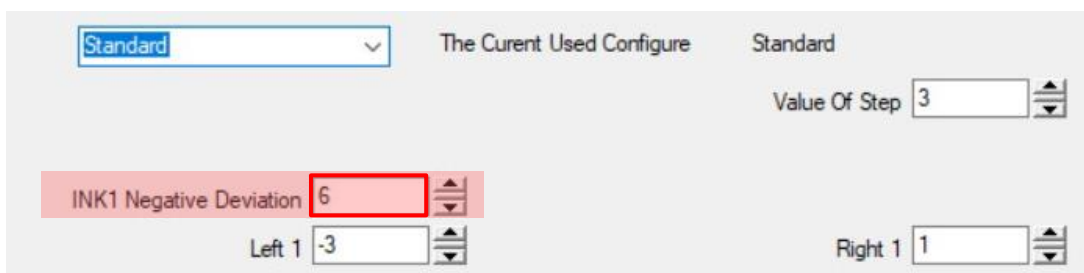 Standard The Curent Used Configure Standard
Value Of Step 3
INK1 Negative Deviation 6
Left 1 -3 Right 1 1